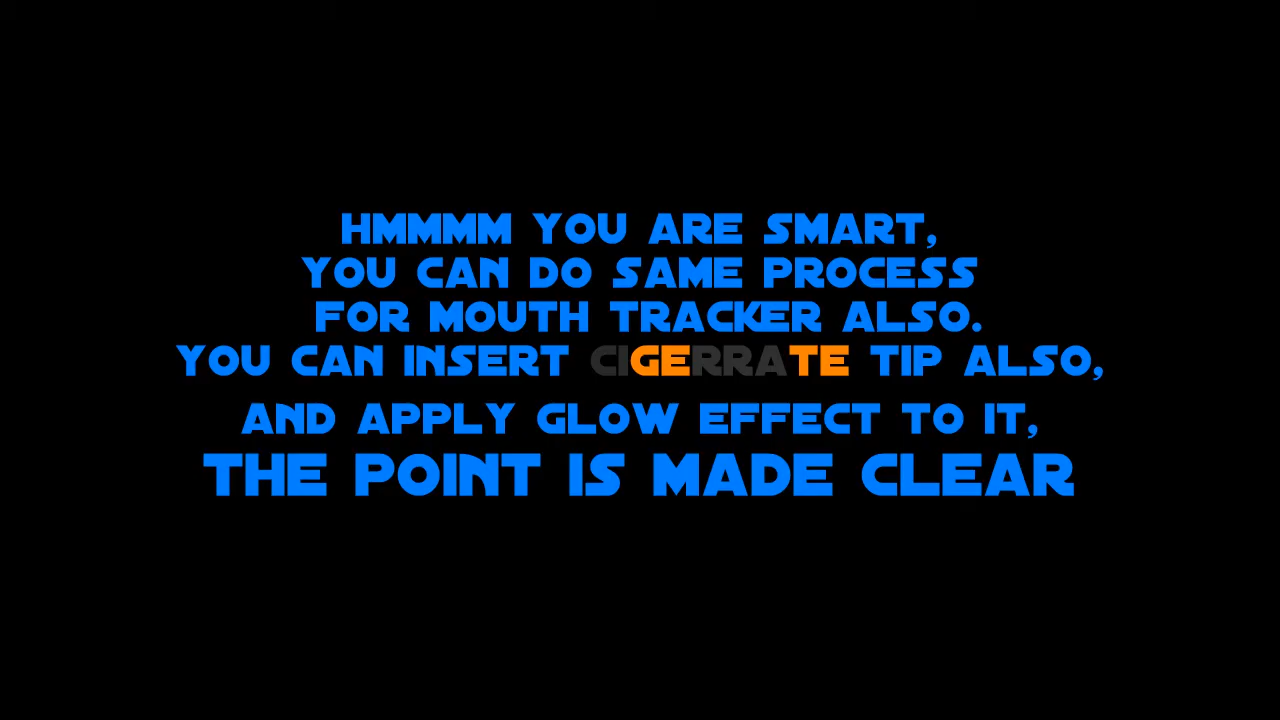 HMMMM YOU ARE SMART,
YOU CAN DO SAME PROCESS
FOR MOUTH TRACKER ALSO.
YOU CAN INSERT CIGERRATE TIP ALSO,
AND APPLY GLOW EFFECT TO IT,
THE POINT IS MADE CLEAR